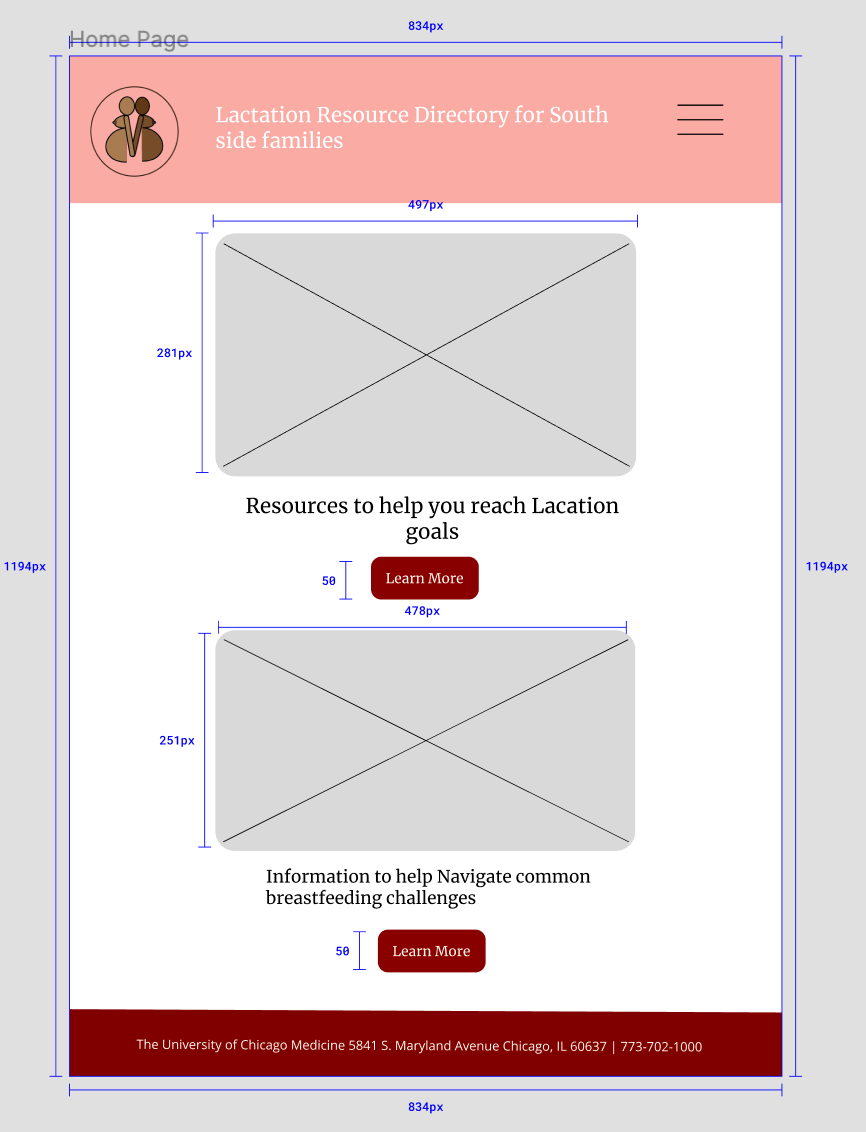 834px
Home Page
Lactation Resource Directory for South
side families
497px
281px
Resources to help you reach Lacation
goals
50
Learn More
478px
1194px
1194px
251px
Information to help Navigate common
breastfeeding challenges
50
Learn More
The University of Chicago Medicine 5841 S. Maryland Avenue Chicago, IL 60637 | 773-702-1000
834px